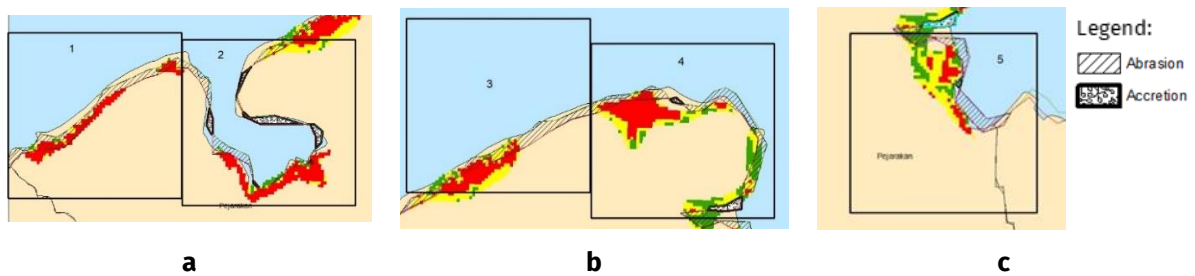 1
2
Pejarakan
3
4
5
Pejarakan
Legend:
Abrasion
Accretion
a
b
c